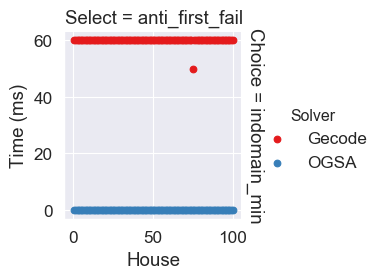 Select = anti_first_fail
Choice = indomain_min
Time (ms)
60
40
20
0
0
50
100
House
Solver
Gecode
OGSA